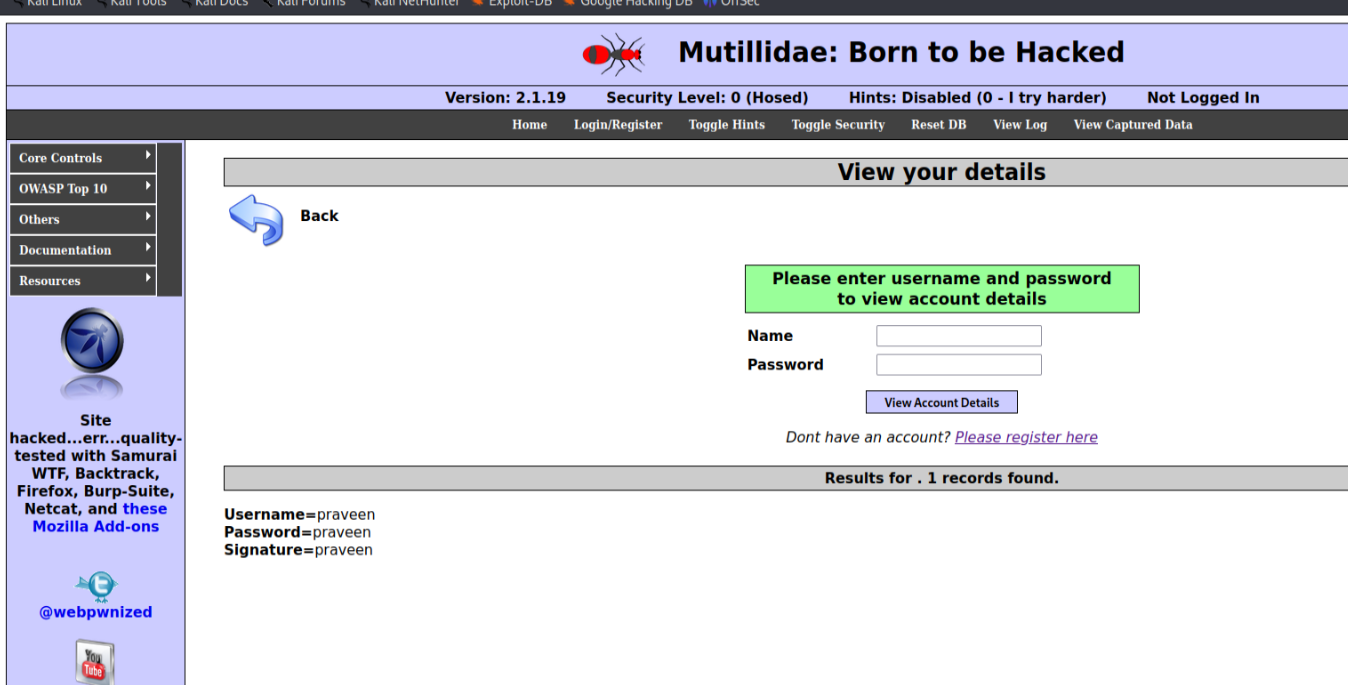 Kali Linux Kali Tools Kali Docs Kali Forums Kali NetHunter Exploit-DB Google Hacking DB OffSec
Mutillidae: Born to be Hacked
Version: 2.1.19 Security Level: 0 (Hosed) Hints: Disabled (0 - I try harder) Not Logged In
Home Login/Register Toggle Hints Toggle Security Reset DB View Log View Captured Data
Core Controls
OWASP Top 10
Others
Documentation
Resources
Site
hacked...err...quality-
tested with Samurai
WTF, Backtrack,
Firefox, Burp-Suite,
Netcat, and these
Mozilla Add-ons
@webpwnized
You
Tube
View your details
Back
Please enter username and password
to view account details
Name
Password
View Account Details
Dont have an account? Please register here
Results for . 1 records found.
Username=praveen
Password=praveen
Signature=praveen